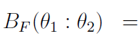 B_F(θ_1 : θ_2) =